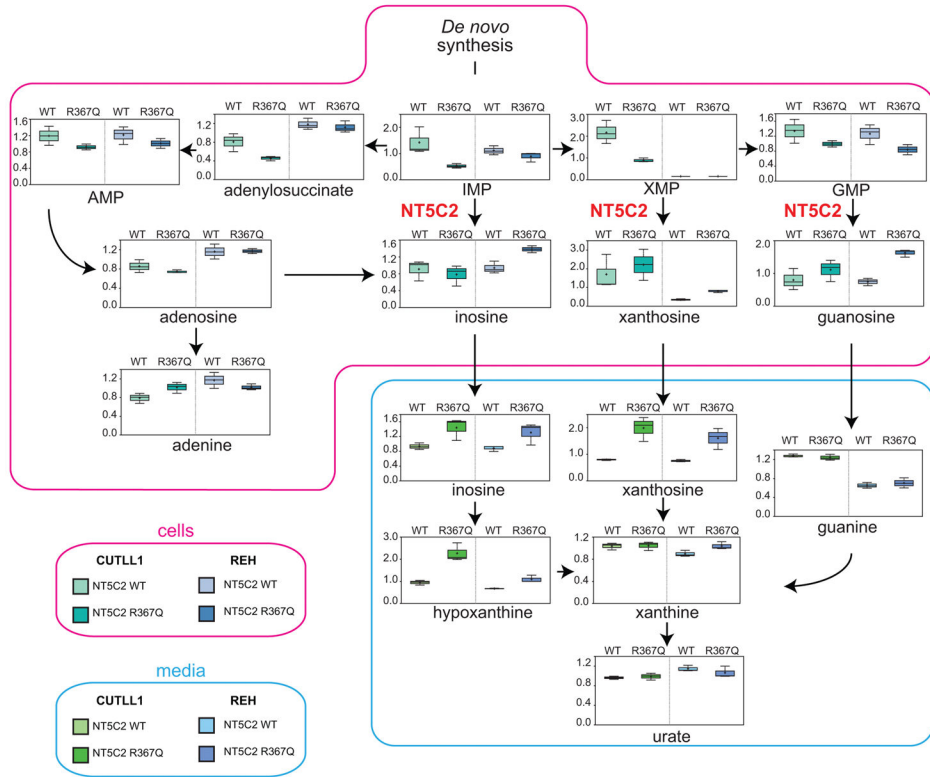 De novo
synthesis
WT R367Q WT R367Q
1.6
1.2
0.8
0.4
0.0
AMP
WT R367Q WT R367Q
1.2
0.8
0.4
0.0
adenylosuccinate
WT R367Q WT R367Q
2.0
1.0
0.0
IMP
WT R367Q WT R367Q
3.0
2.0
1.0
0.0
XMP
WT R367Q WT R367Q
1.6
1.2
0.8
0.4
0.0
GMP
NT5C2
NT5C2
NT5C2
WT R367Q WT R367Q
1.2
0.8
0.4
0.0
adenosine
WT R367Q WT R367Q
1.6
1.2
0.8
0.4
0.0
inosine
WT R367Q WT R367Q
3.0
2.0
1.0
0.0
xanthosine
WT R367Q WT R367Q
2.0
1.0
0.0
guanosine
WT R367Q WT R367Q
1.2
0.8
0.4
0.0
adenine
WT R367Q WT R367Q
1.6
1.2
0.8
0.4
0.0
inosine
WT R367Q WT R367Q
2.0
1.0
0.0
xanthosine
WT R367Q WT R367Q
1.2
0.8
0.4
0.0
guanine
WT R367Q WT R367Q
3.0
2.0
1.0
0.0
hypoxanthine
WT R367Q WT R367Q
1.2
0.8
0.4
0.0
xanthine
WT R367Q WT R367Q
1.2
0.8
0.4
0.0
urate
cells
CUTLL1 REH
NT5C2 WT NT5C2 WT
NT5C2 R367Q NT5C2 R367Q
media
CUTLL1 REH
NT5C2 WT NT5C2 WT
NT5C2 R367Q NT5C2 R367Q